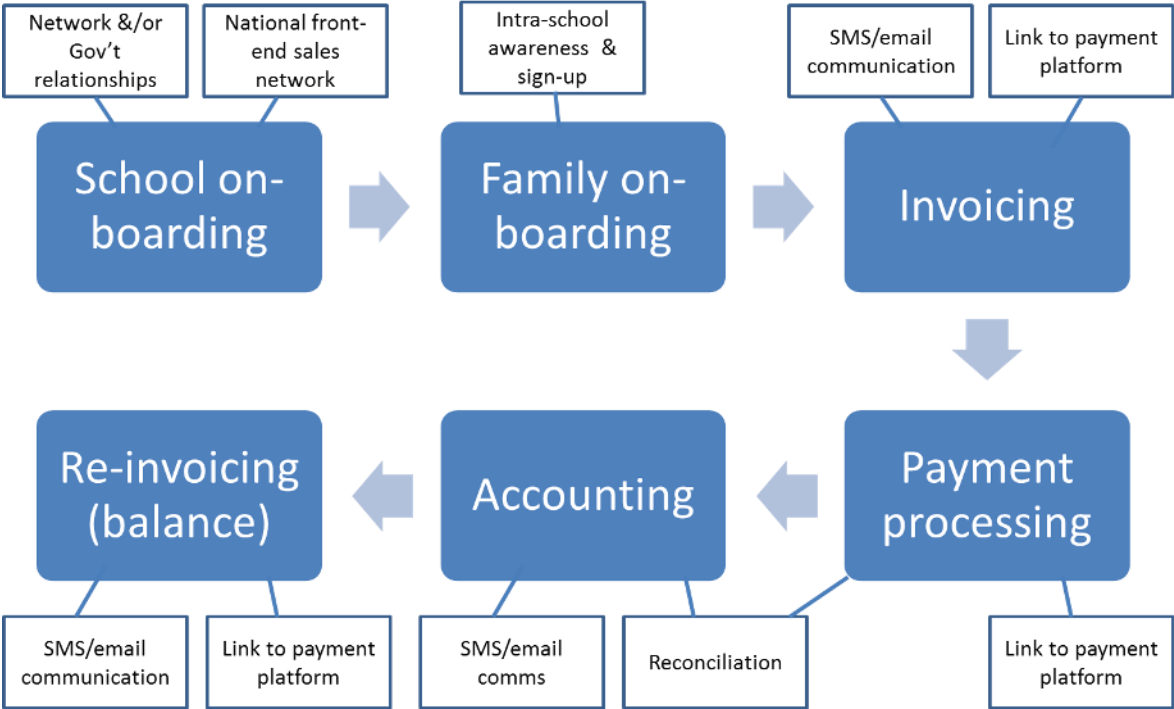 Network &/or
Gov't
relationships
National front-
end sales
network
Intra-school
awareness &
sign-up
SMS/email
communication
Link to payment
platform
School on-
boarding
Family on-
boarding
Invoicing
Re-invoicing
(balance)
Accounting
Payment
processing
SMS/email
communication
Link to payment
platform
SMS/email
comms
Reconciliation
Link to payment
platform